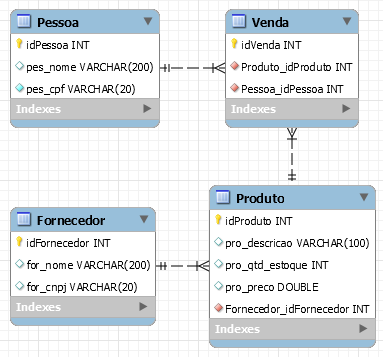 Pessoa
idPessoa INT
pes_nome VARCHAR(200)
pes_cpf VARCHAR(20)
Indexes
Venda
idVenda INT
Produto_idProduto INT
Pessoa_idPessoa INT
Indexes
Fornecedor
idFornecedor INT
for_nome VARCHAR(200)
for_cnpj VARCHAR(20)
Indexes
Produto
idProduto INT
pro_descricao VARCHAR(100)
pro_qtd_estoque INT
pro_preco DOUBLE
Fornecedor_idFornecedor INT
Indexes